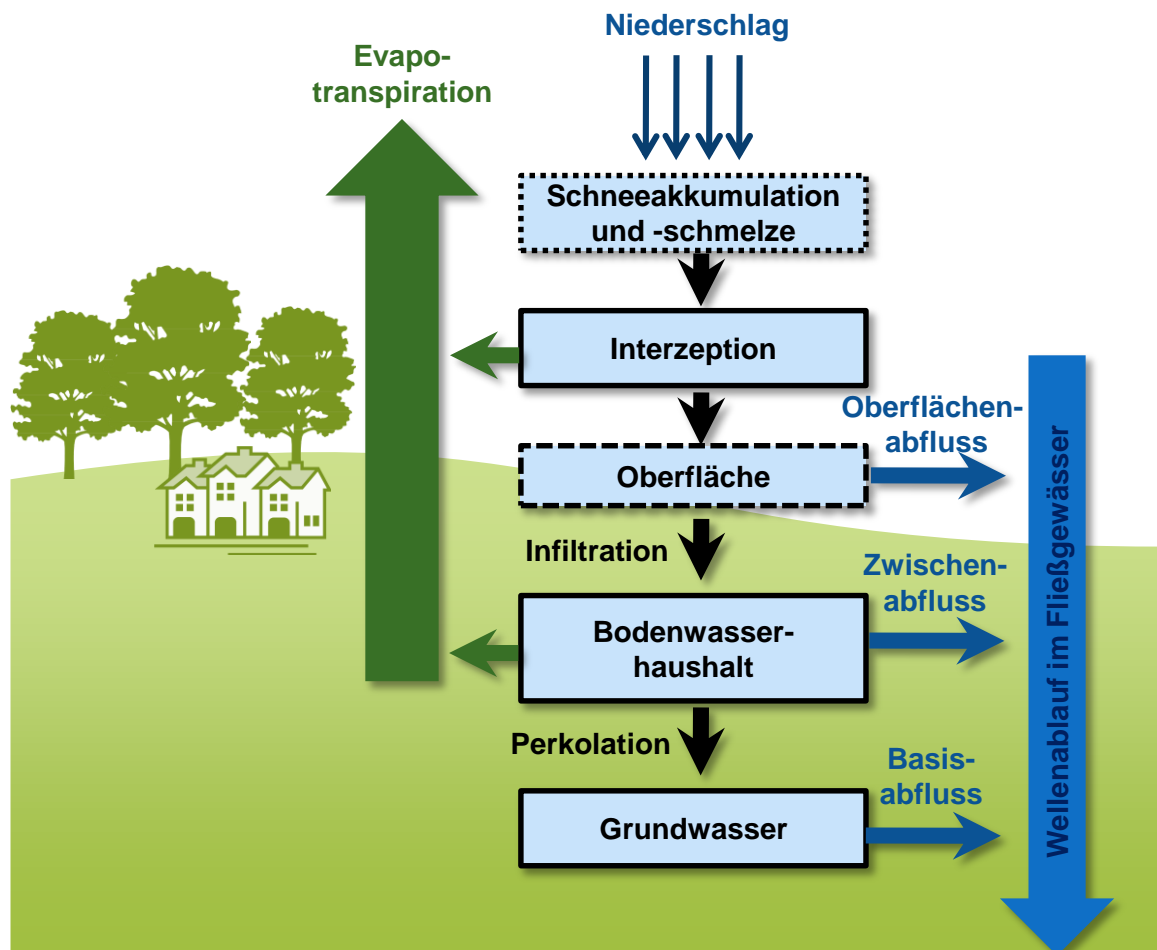 Niederschlag
Evapo-
transpiration
Schneeakkumulation
und -schmelze
Interzeption
Oberflächen-
abfluss
Oberfläche
Infiltration
Zwischen-
abfluss
Bodenwasser-
haushalt
Perkolation
Basis-
abfluss
Grundwasser
Wellenablauf im Fließgewässer